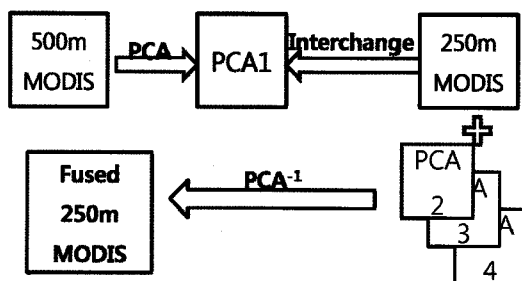 500m
MODIS
PCA
PCA1
Interchange
250m
MODIS
PCA
2
A
3
A
4
PCA-1
Fused
250m
MODIS